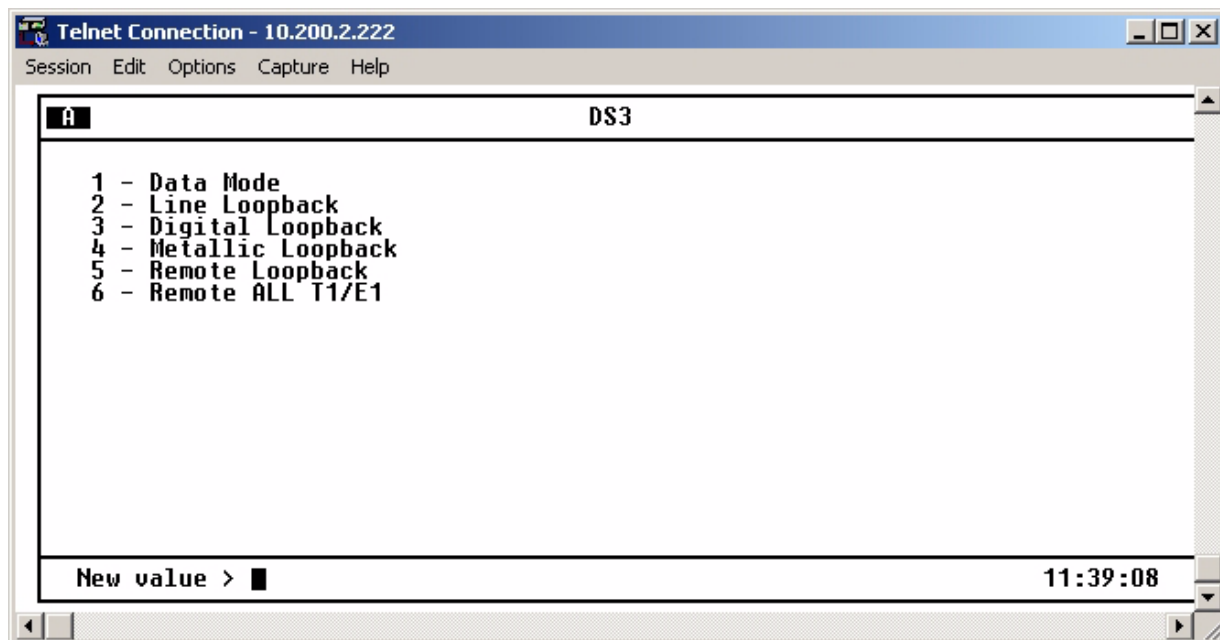 Telnet Connection - 10.200.2.222
Session Edit Options Capture Help
A DS3
1 - Data Mode
2 - Line Loopback
3 - Digital Loopback
4 - Metallic Loopback
5 - Remote Loopback
6 - Remote ALL T1/E1
New value > 11:39:08